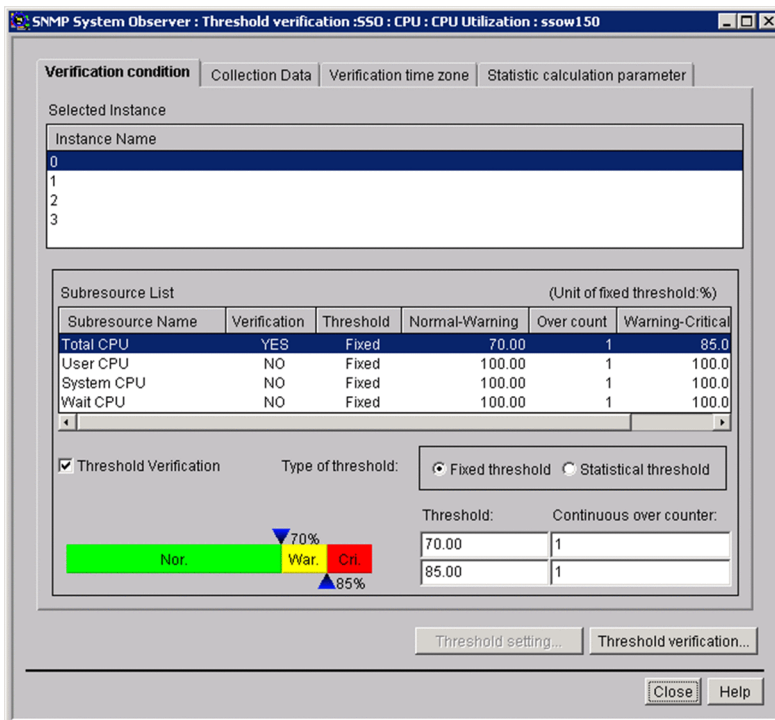 SNMP System Observer : Threshold verification :SSO : CPU : CPU Utilization : ssow150
Verification condition Collection Data Verification time zone Statistic calculation parameter
Selected Instance
Instance Name
0
1
2
3
Subresource List (Unit of fixed threshold:%)
Subresource Name Verification Threshold Normal-Warning Over count Warning-Critical
Total CPU YES Fixed 70.00 1 85.0
User CPU NO Fixed 100.00 1 100.0
System CPU NO Fixed 100.00 1 100.0
Wait CPU NO Fixed 100.00 1 100.0
Threshold Verification Type of threshold: Fixed threshold Statistical threshold
Threshold: Continuous over counter:
70%
70.00 1
Nor. War. Cri.
85.00 1
85%
Threshold setting... Threshold verification...
Close Help